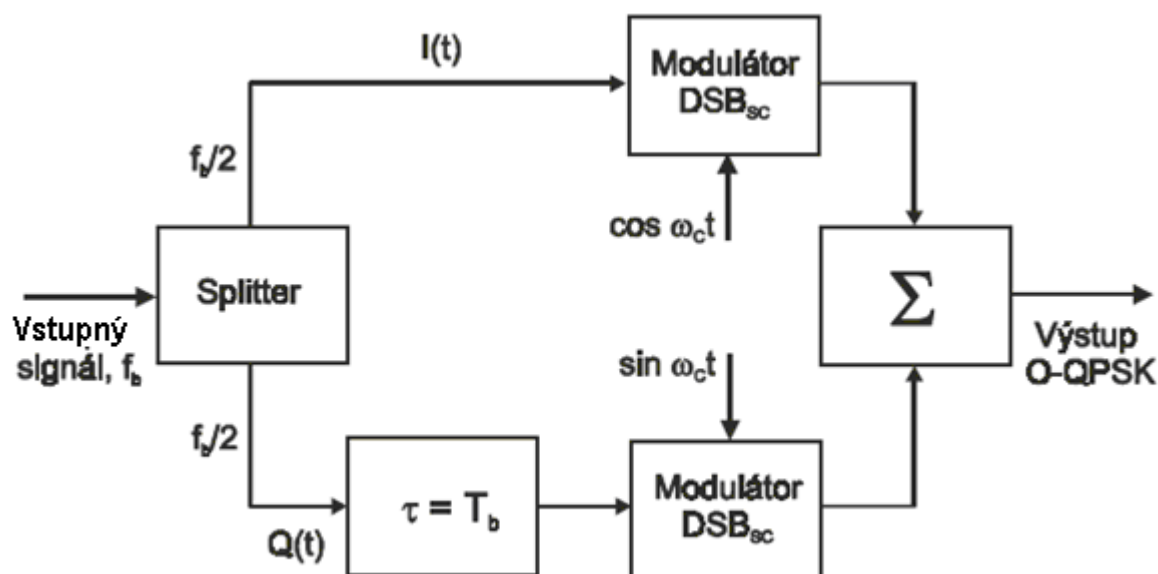 I(t)
Modulátor
DSBsc
fb/2
cos ωct
Splitter
Σ
Vstupný
signál, fb
Výstup
O-QPSK
sin ωct
fb/2
τ = Tb
Modulátor
DSBsc
Q(t)